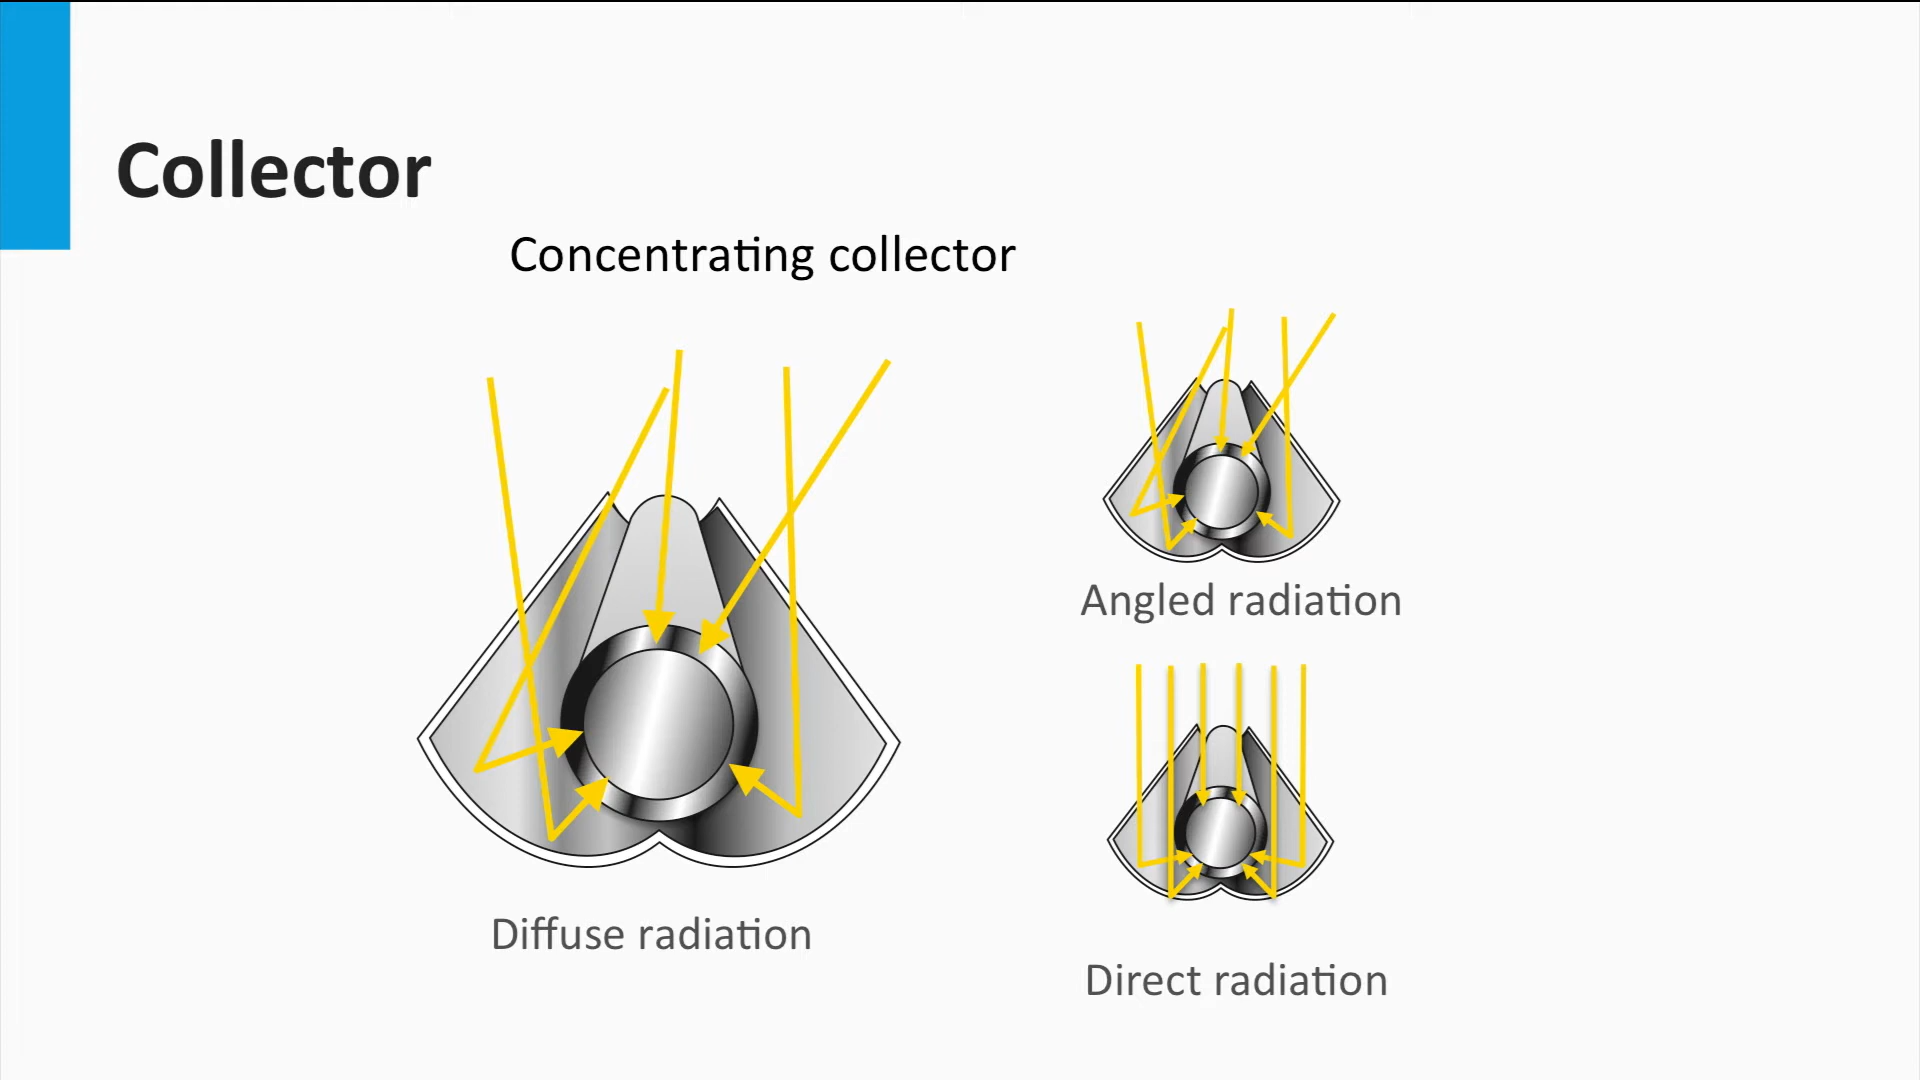 Collector
Concentrating collector
Angled radiation
Diffuse radiation
Direct radiation